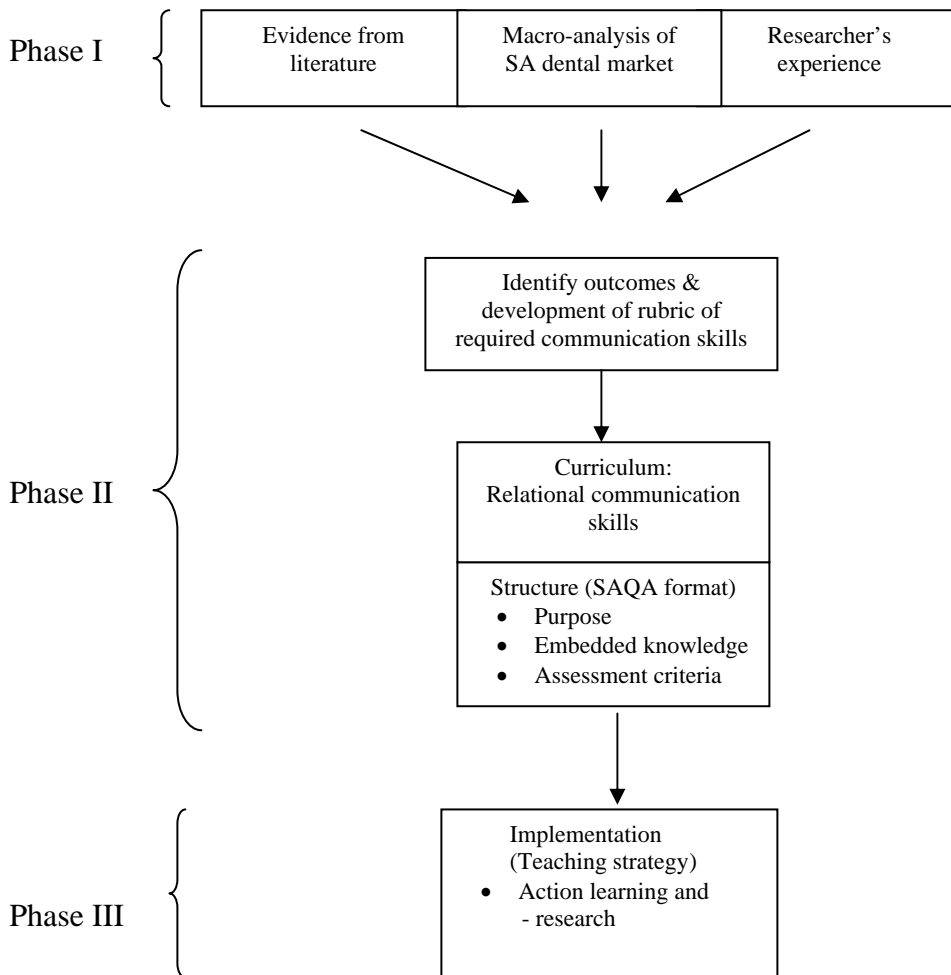 Phase I
Evidence from
literature
Macro-analysis of
SA dental market
Researcher's
experience
Phase II
Identify outcomes &
development of rubric of
required communication skills
Curriculum:
Relational communication
skills
Structure (SAQA format)
• Purpose
• Embedded knowledge
• Assessment criteria
Phase III
Implementation
(Teaching strategy)
• Action learning and
- research